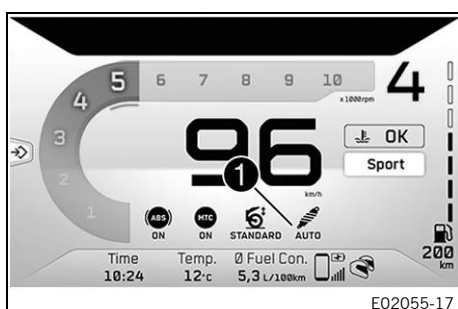 5 6 7 8 9 10
4
3
2
1
x1000rpm
4
96
km/h
OK
Sport
1
ABS
ON
MTC
ON
STANDARD
AUTO
Time
10:24
Temp.
12°C
Ø Fuel Con.
5,3 L/100km
200
km
E02055-17